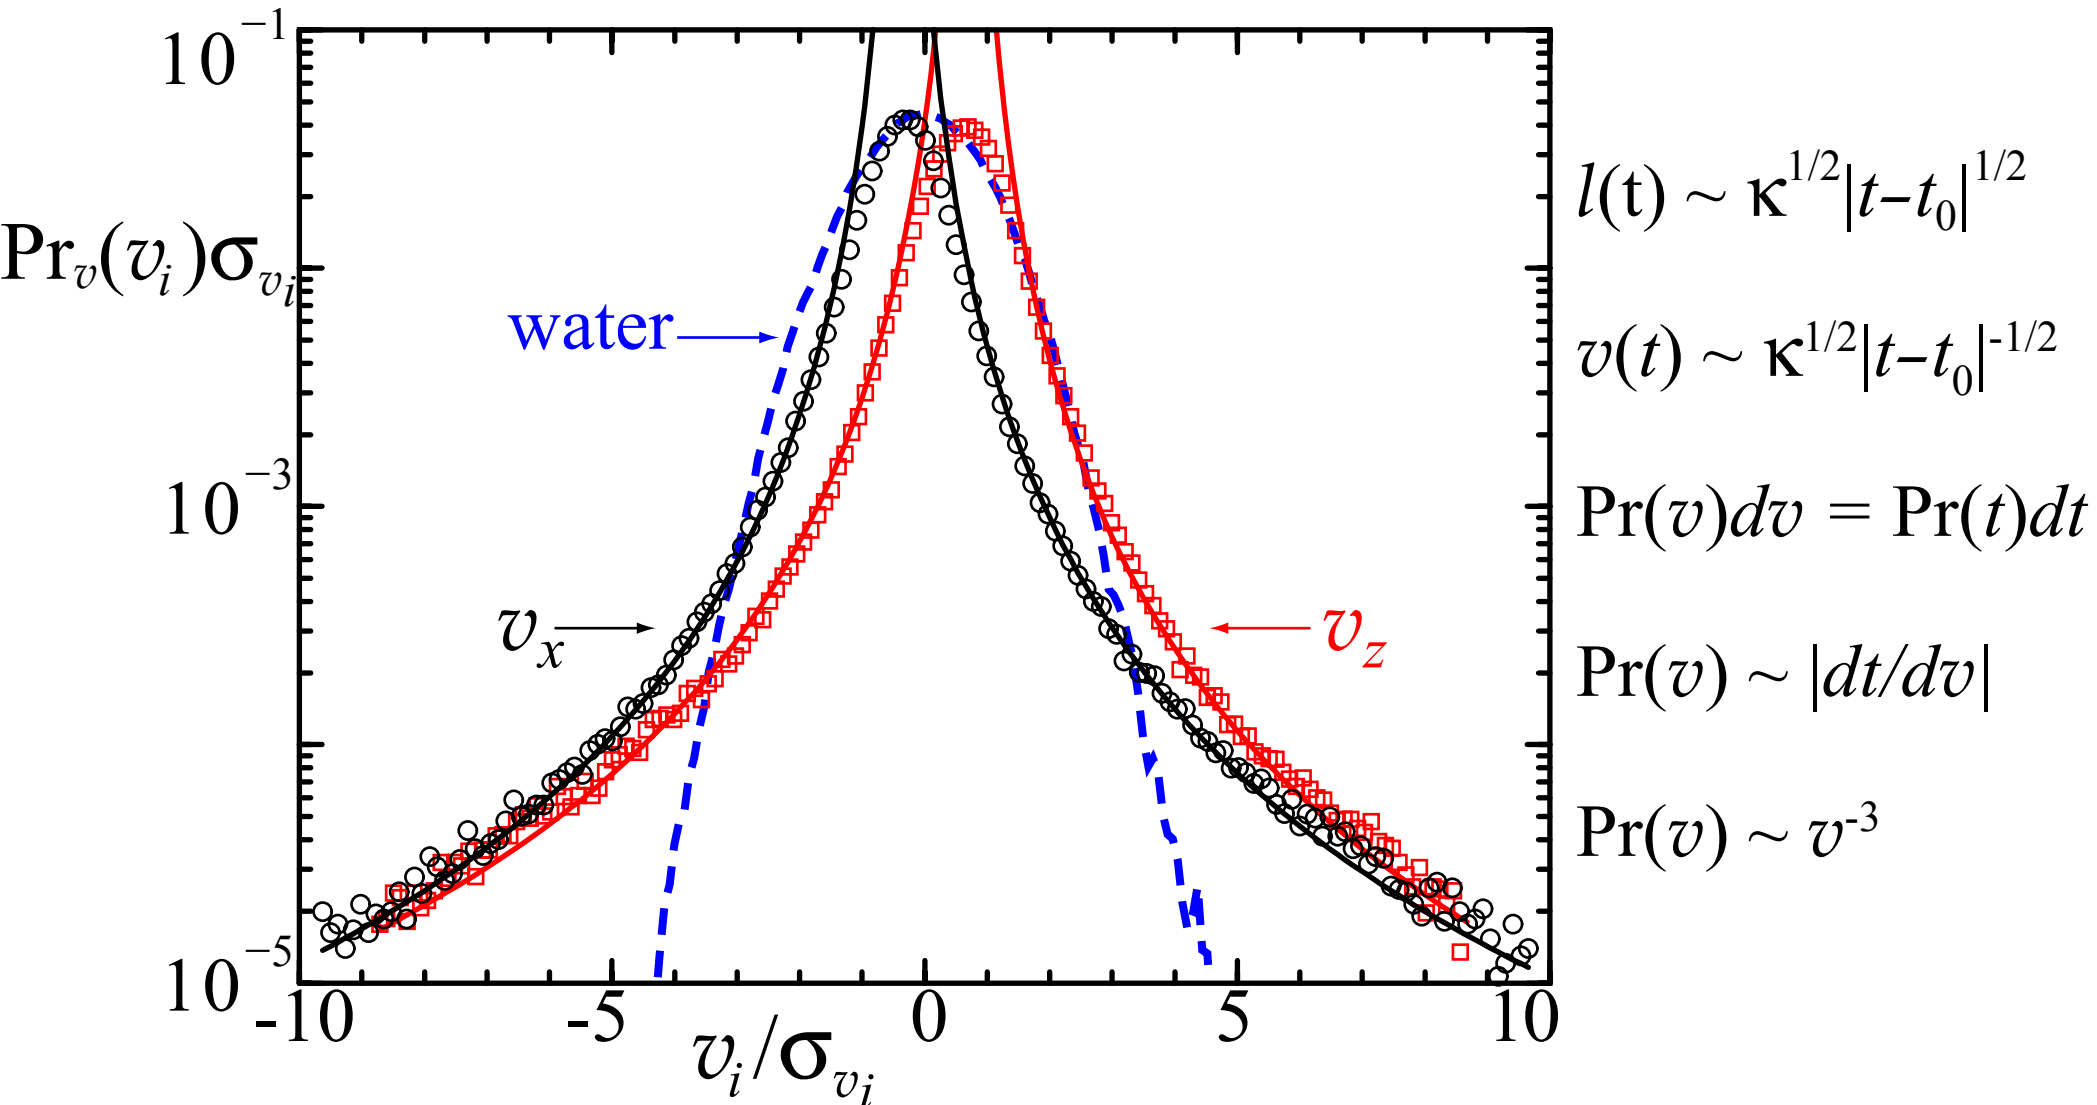 10⁻¹
Pr_v(v_i)σ_{v_i}
water
10⁻³
v_x
v_z
10⁻⁵
-10 -5 0 5 10
v_i/σ_{v_i}
l(t) ~ κ^{1/2}|t–t₀|^{1/2}
v(t) ~ κ^{1/2}|t–t₀|^{-1/2}
Pr(v)dv = Pr(t)dt
Pr(v) ~ |dt/dv|
Pr(v) ~ v⁻³